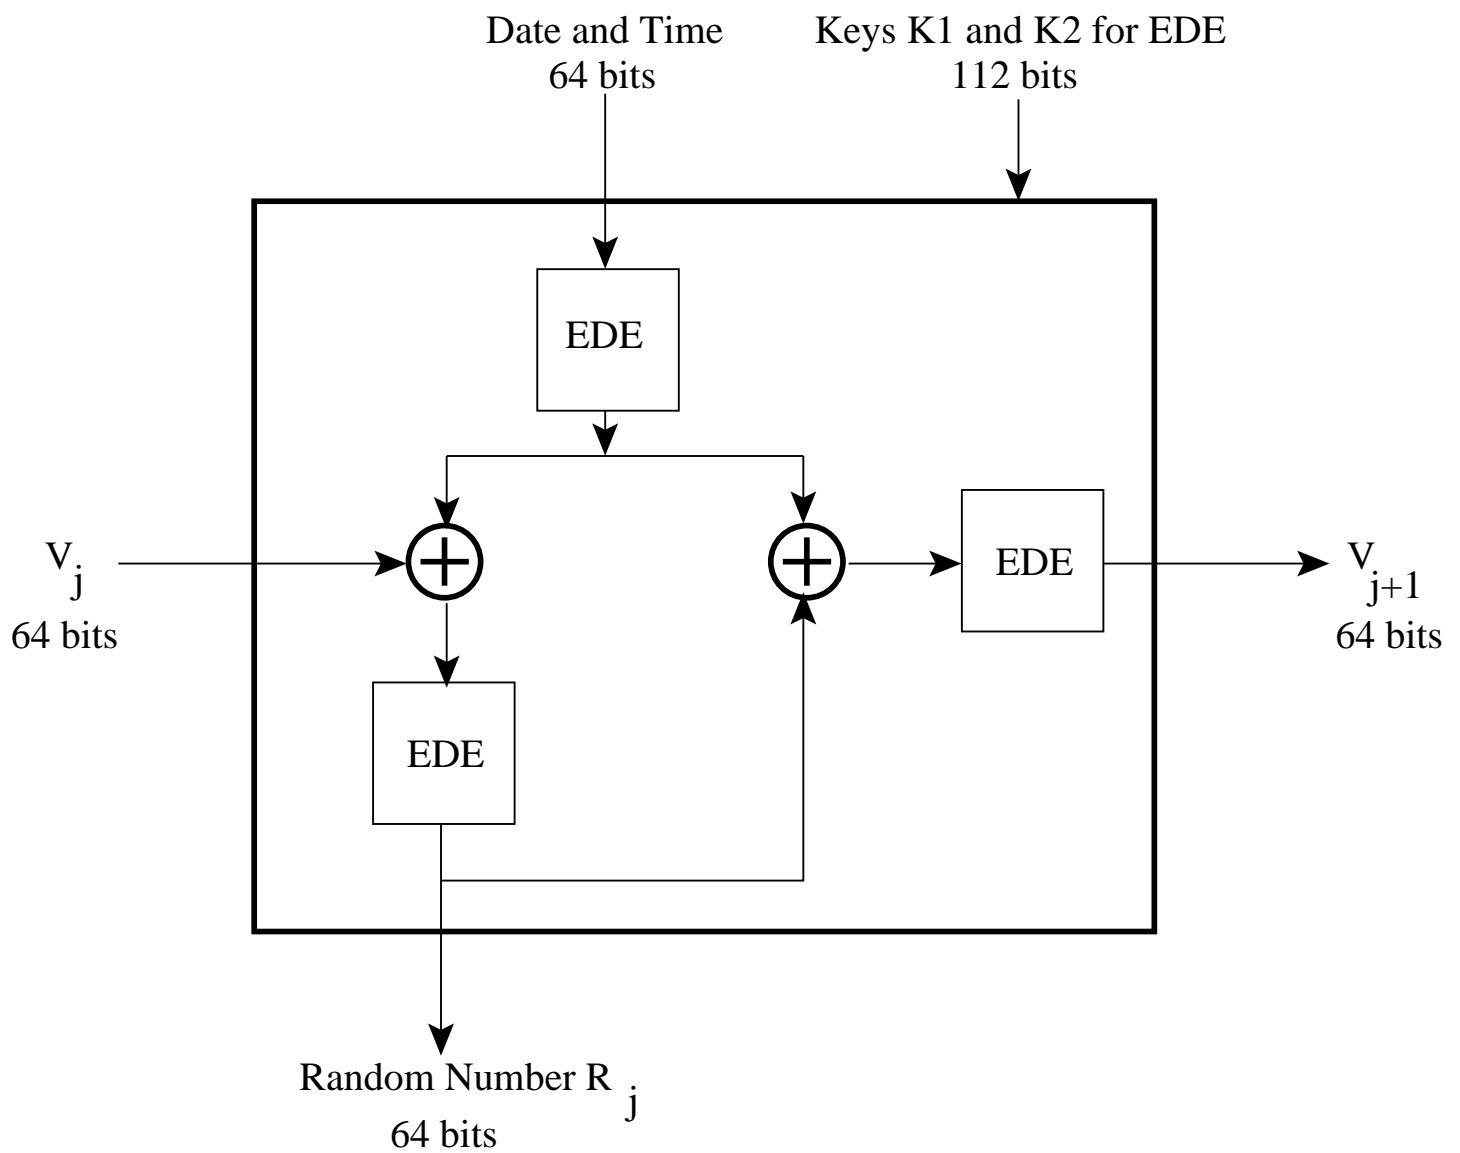 Date and Time
64 bits
Keys K1 and K2 for EDE
112 bits
EDE
V j
64 bits
EDE
V j+1
64 bits
EDE
Random Number R j
64 bits